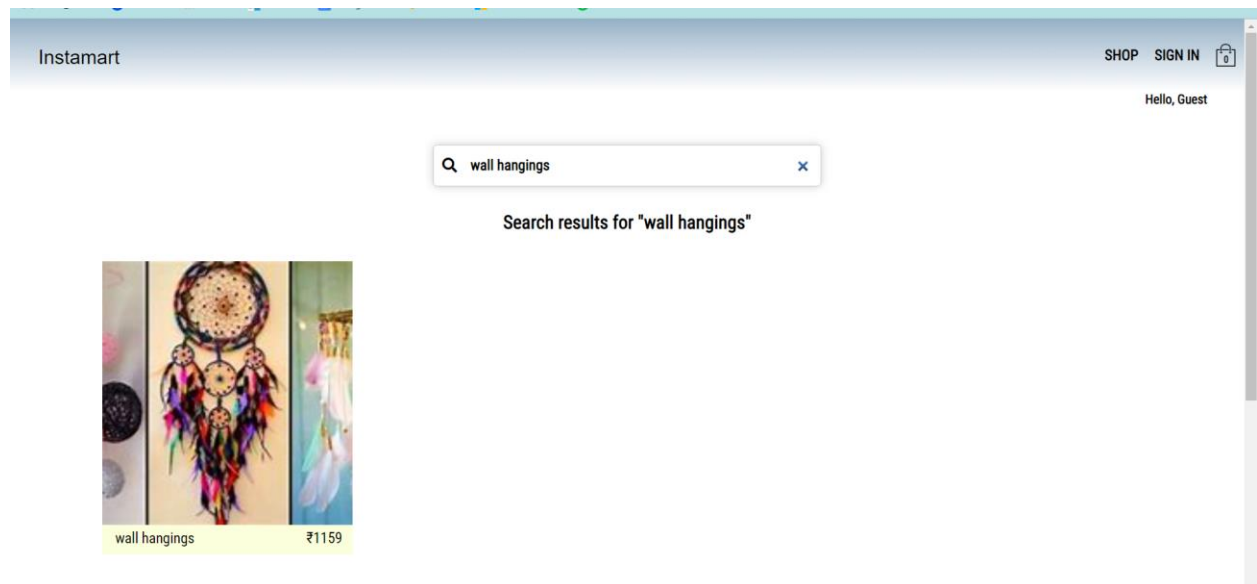 Instamart
SHOP SIGN IN 0
Hello, Guest
wall hangings
Search results for "wall hangings"
wall hangings ₹1159